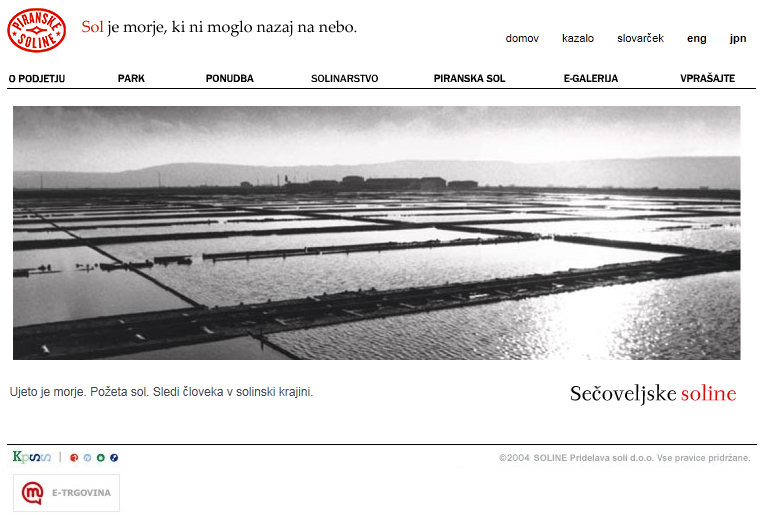 PIRANSKE
SOLINE
Sol je morje, ki ni moglo nazaj na nebo.
domov kazalo slovarček eng jpn
O PODJETJU PARK PONUDBA SOLINARSTVO PIRANSKA SOL E-GALERIJA VPRAŠAJTE
Ujeto je morje. Požeta sol. Sledi človeka v solinski krajini.
Sečoveljske soline
KPSS |
©2004 SOLINE Pridelava soli d.o.o. Vse pravice pridržane.
m E-TRGOVINA